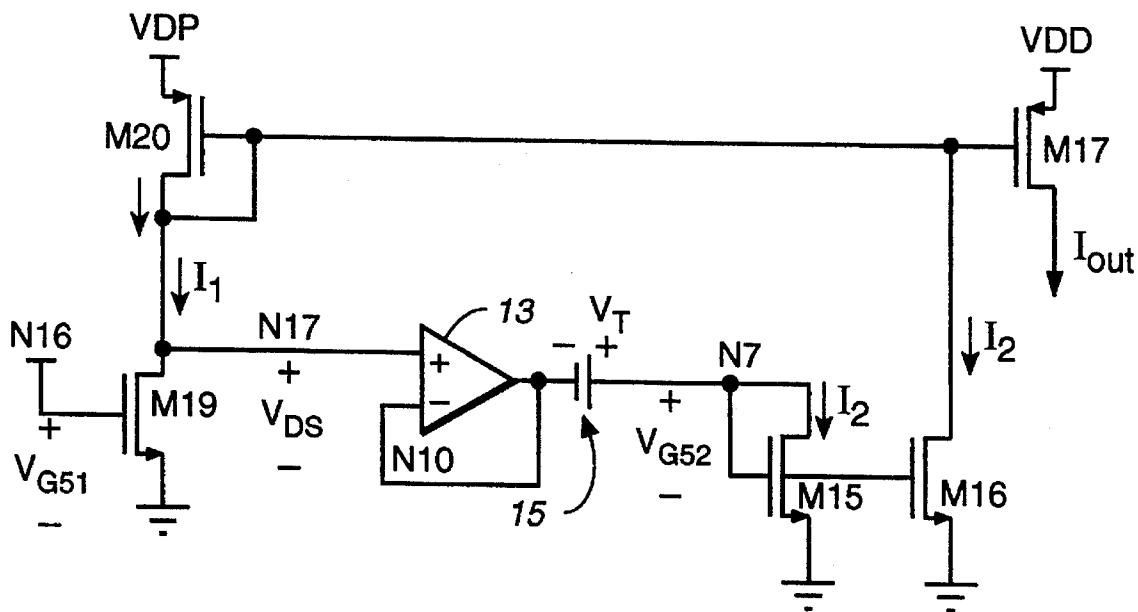 VDP
VDD
M20
M17
I1
Iout
N16
N17
13
VT
N7
I2
I2
+
M19
+
VDS
−
+
−
N10
−
+
15
+
VG51
−
+
VG52
−
M15
M16